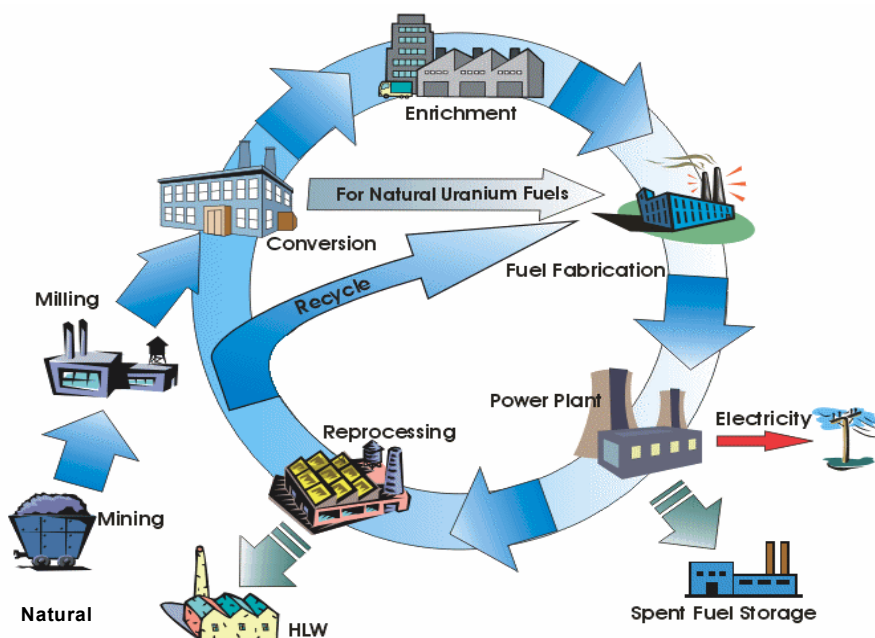 Enrichment
For Natural Uranium Fuels
Conversion
Fuel Fabrication
Recycle
Milling
Power Plant
Electricity
Reprocessing
Mining
Natural
HLW
Spent Fuel Storage